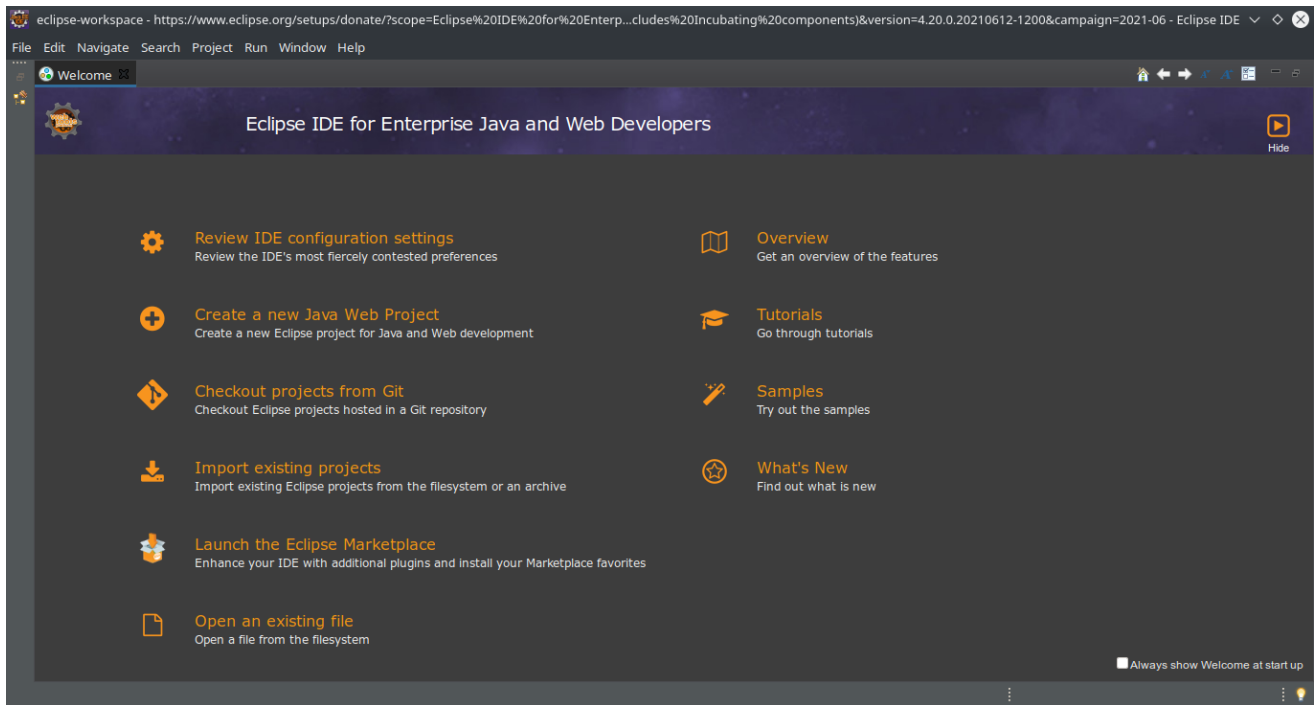 eclipse-workspace - https://www.eclipse.org/setups/donate/?scope=Eclipse%20IDE%20for%20Enterp...cludes%20Incubating%20components)&version=4.20.0.20210612-1200&campaign=2021-06 - Eclipse IDE
File Edit Navigate Search Project Run Window Help
Welcome
Eclipse IDE for Enterprise Java and Web Developers
Hide
Review IDE configuration settings
Review the IDE's most fiercely contested preferences
Overview
Get an overview of the features
Create a new Java Web Project
Create a new Eclipse project for Java and Web development
Tutorials
Go through tutorials
Checkout projects from Git
Checkout Eclipse projects hosted in a Git repository
Samples
Try out the samples
Import existing projects
Import existing Eclipse projects from the filesystem or an archive
What's New
Find out what is new
Launch the Eclipse Marketplace
Enhance your IDE with additional plugins and install your Marketplace favorites
Open an existing file
Open a file from the filesystem
Always show Welcome at start up